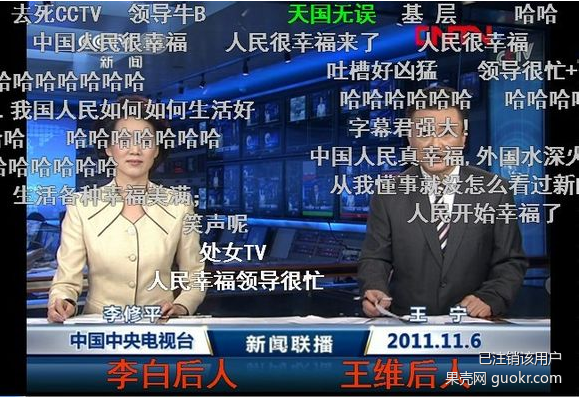 去死CCTV 领导牛B 天国无误 基 层 哈哈
中国人民很幸福 人民很幸福来了 人民很幸福
新 闻
吐槽好凶猛 领导很忙+
哈哈哈哈哈哈哈哈
哈哈哈哈哈哈哈 哈哈哈哈
. 我国人民如何如何生活好
字幕君强大!
哈 哈哈哈哈哈哈哈
中国人民真幸福,外国水深火
哈哈哈哈哈哈
从我懂事就没怎么看过新
生活各种幸福美满;
人民开始幸福了
笑声呢
处女TV
人民幸福领导很忙
李修平 王 宁
中国中央电视台 新闻联播 2011.11.6
李白后人 王维后人
已注销该用户
果壳网 guokr.com